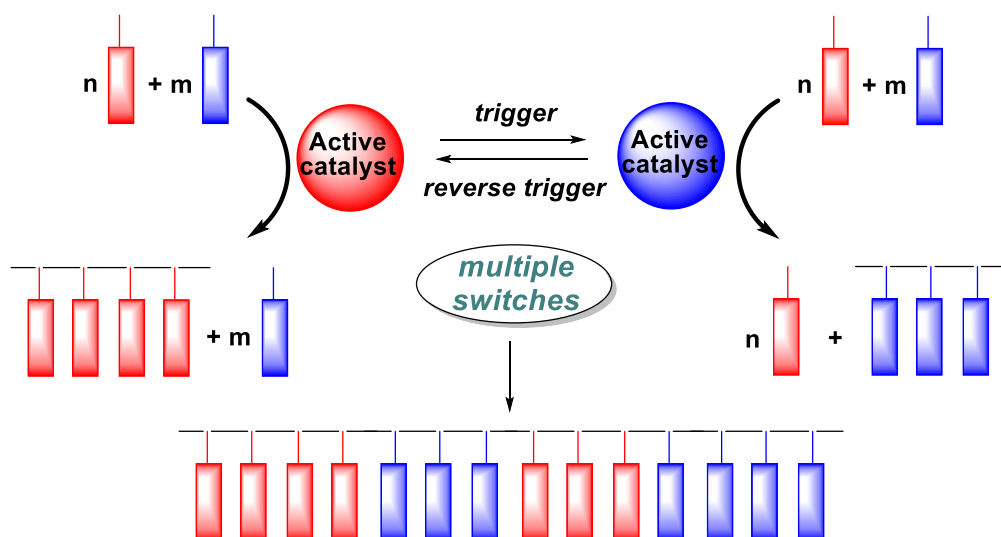 n + m
n + m
Active
catalyst
trigger
reverse trigger
Active
catalyst
multiple
switches
+ m
n +